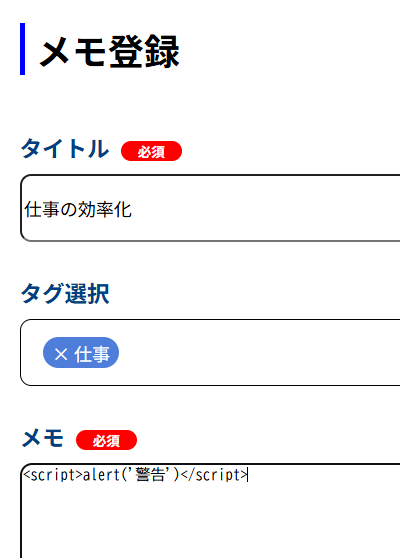 メモ登録
タイトル 必須
仕事の効率化
タグ選択
× 仕事
メモ 必須
<script>alert('警告')</script>